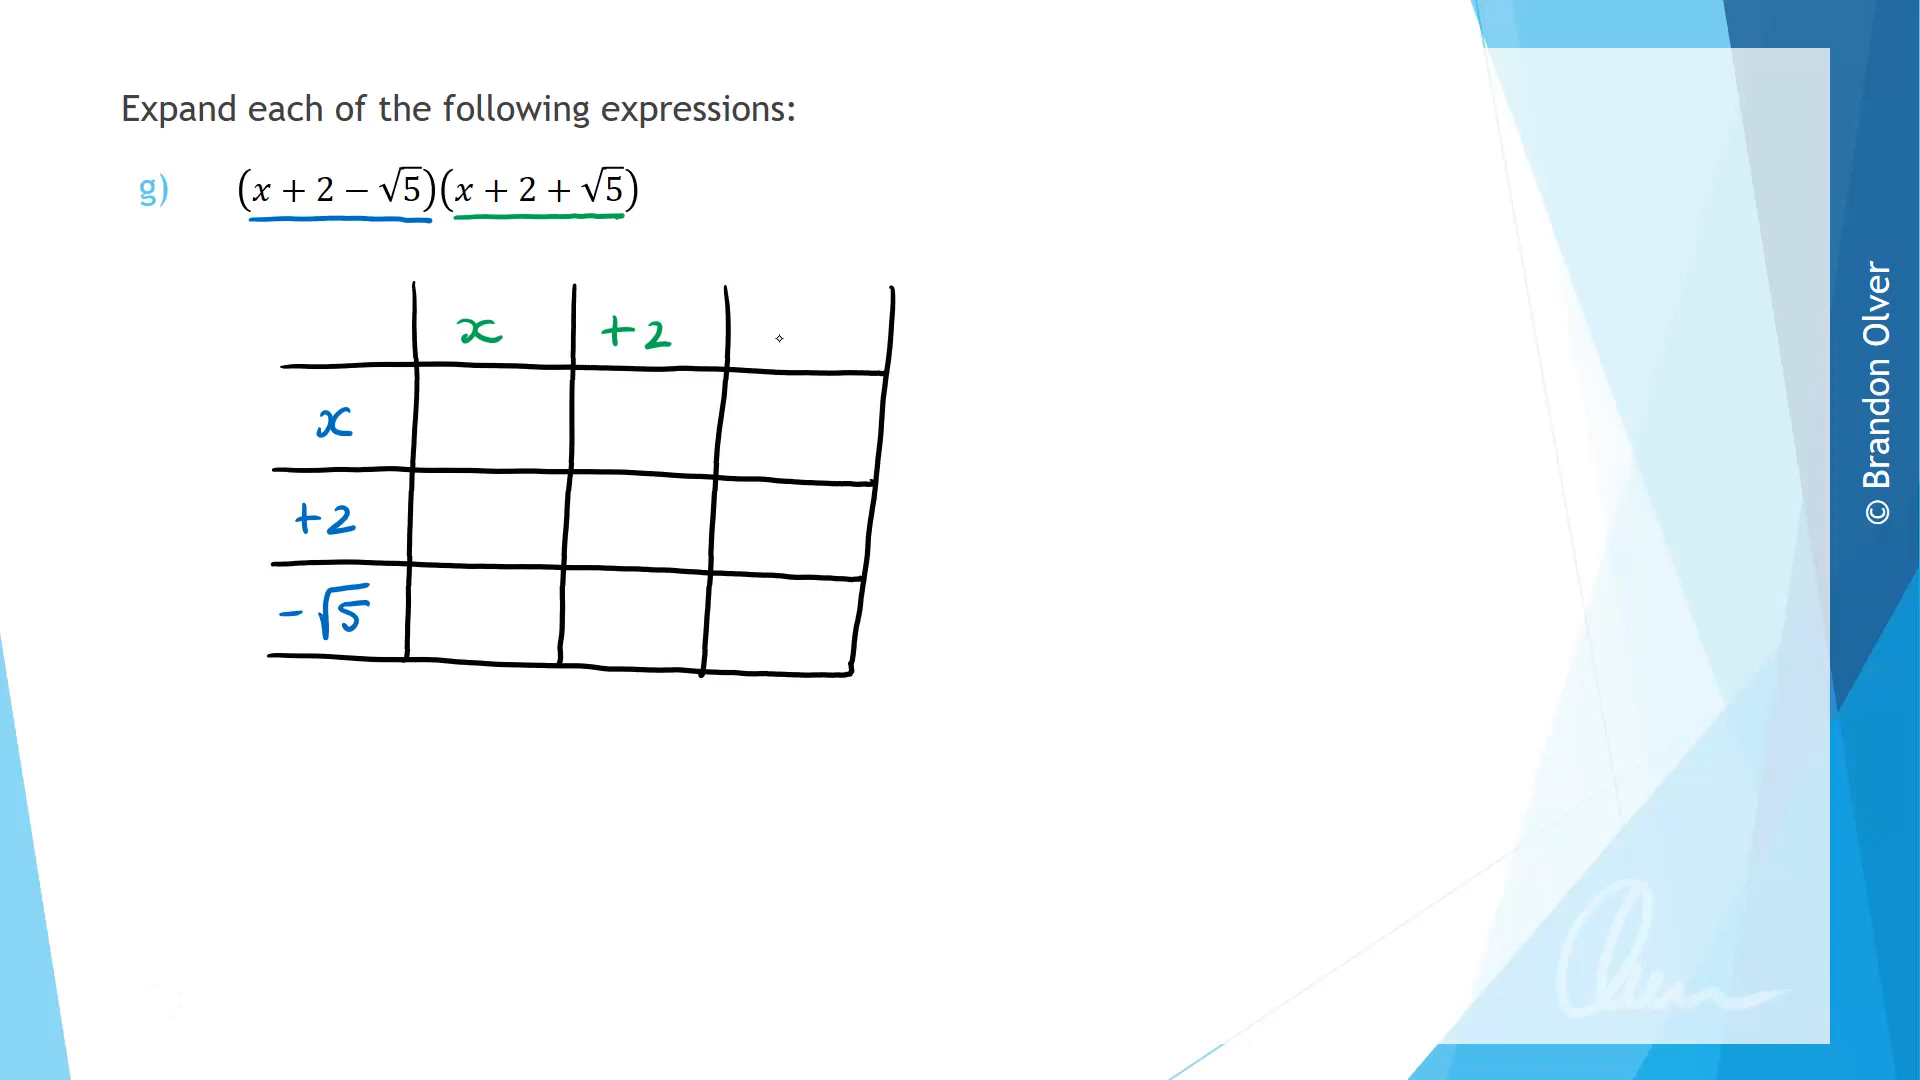 Expand each of the following expressions:
g) (x + 2 − √5)(x + 2 + √5)
x +2
x
+2
− √5
© Brandon Olver